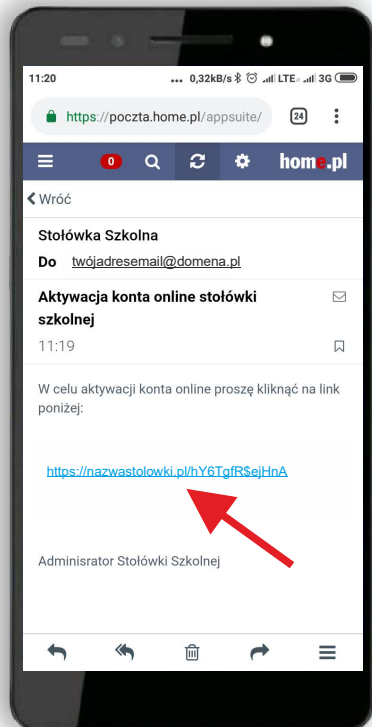 11:20 ... 0,32kB/s LTE 3G
https://poczta.home.pl/appsuite/ 24
0 home.pl
Wróć
Stołówka Szkolna
Do twójadresemail@domena.pl
Aktywacja konta online stołówki
szkolnej
11:19
W celu aktywacji konta online proszę kliknąć na link
poniżej:
https://nazwastolowki.pl/hY6TgfR$ejHnA
Adminisrator Stołówki Szkolnej